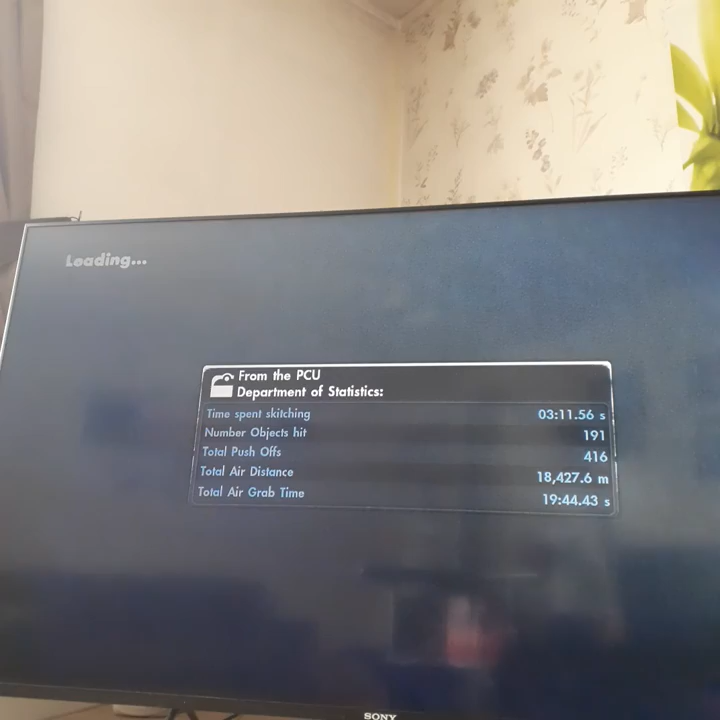 Loading...
From the PCU
Department of Statistics:
Time spent skitching 03:11.56 s
Number Objects hit 191
Total Push Offs 416
Total Air Distance 18,427.6 m
Total Air Grab Time 19:44.43 s
SONY